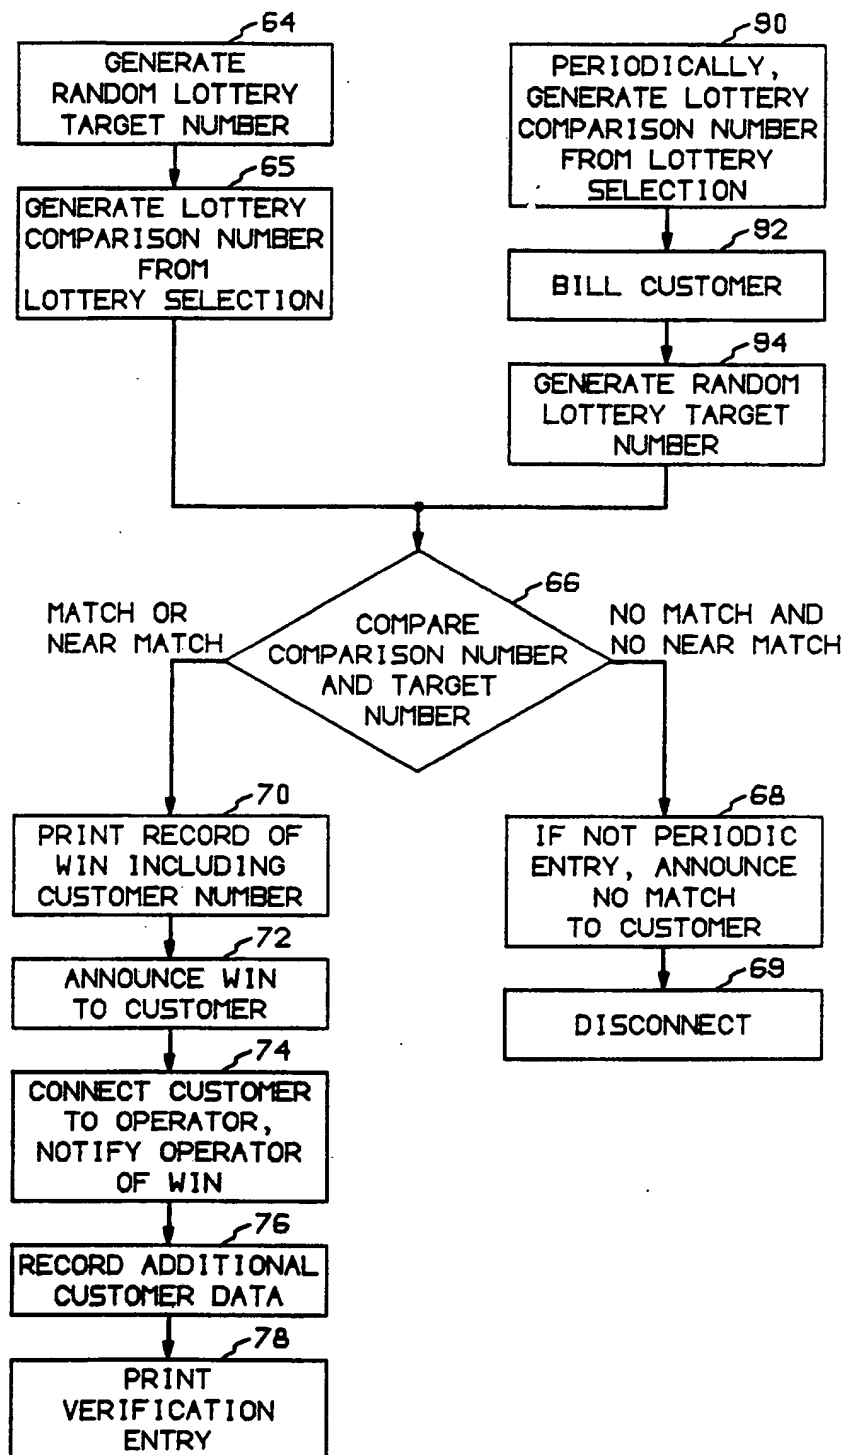 64
GENERATE
RANDOM LOTTERY
TARGET NUMBER
65
GENERATE LOTTERY
COMPARISON NUMBER
FROM
LOTTERY SELECTION
90
PERIODICALLY,
GENERATE LOTTERY
COMPARISON NUMBER
FROM LOTTERY
SELECTION
92
BILL CUSTOMER
94
GENERATE RANDOM
LOTTERY TARGET
NUMBER
66
COMPARE
COMPARISON NUMBER
AND TARGET
NUMBER
MATCH OR
NEAR MATCH
NO MATCH AND
NO NEAR MATCH
70
PRINT RECORD OF
WIN INCLUDING
CUSTOMER NUMBER
72
ANNOUNCE WIN
TO CUSTOMER
74
CONNECT CUSTOMER
TO OPERATOR,
NOTIFY OPERATOR
OF WIN
76
RECORD ADDITIONAL
CUSTOMER DATA
78
PRINT
VERIFICATION
ENTRY
68
IF NOT PERIODIC
ENTRY, ANNOUNCE
NO MATCH
TO CUSTOMER
69
DISCONNECT